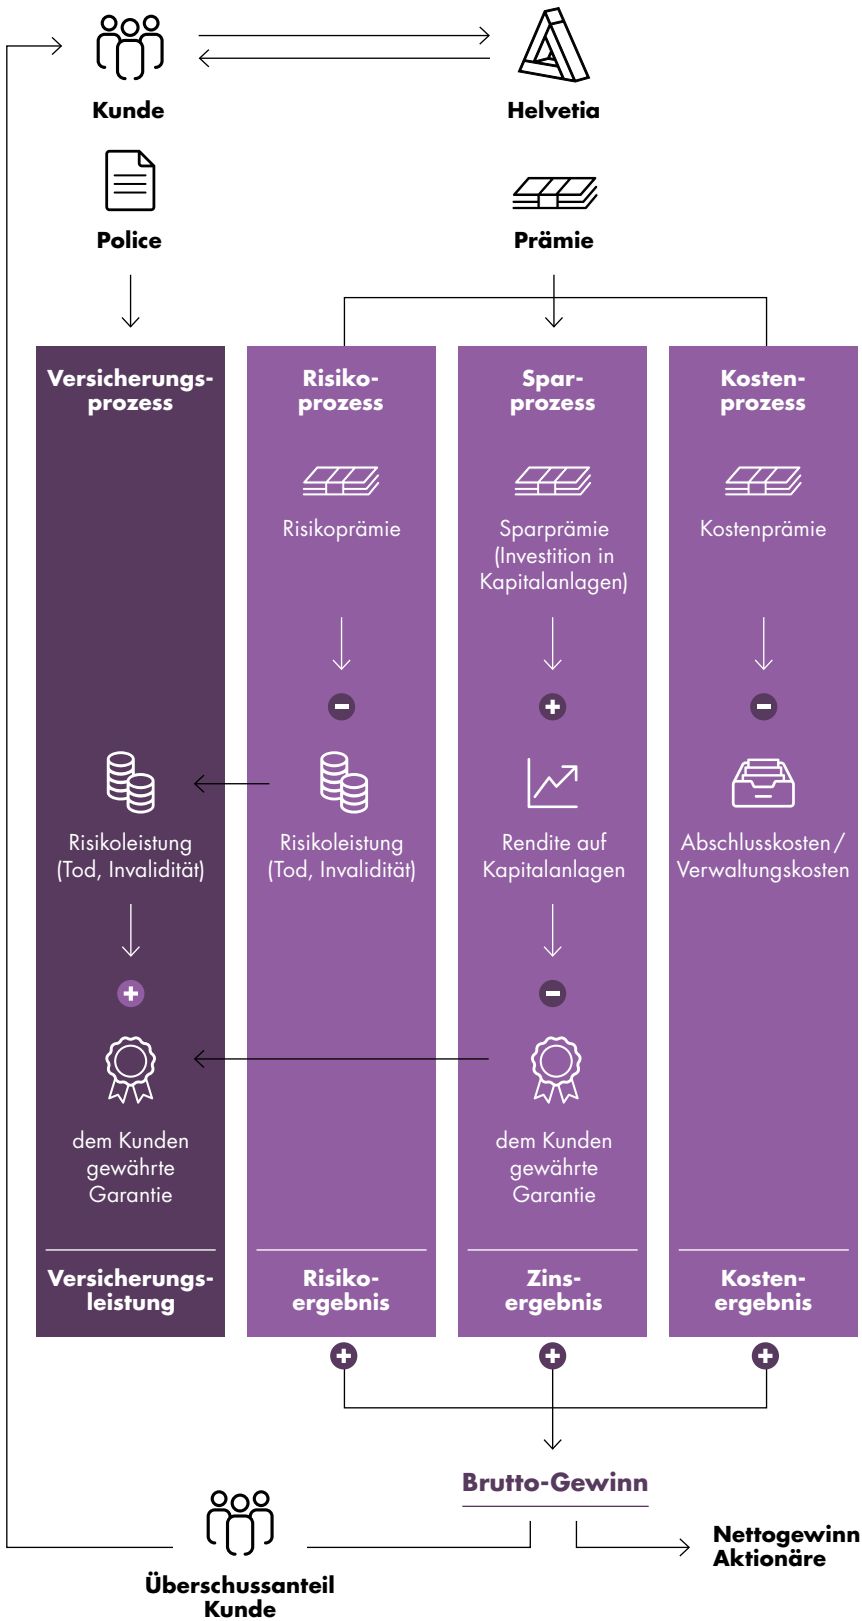 Kunde
Helvetia
Police
Prämie
Versicherungs-
prozess
Risiko-
prozess
Spar-
prozess
Kosten-
prozess
Risikoprämie
Sparprämie
(Investition in
Kapitalanlagen)
Kostenprämie
Risikoleistung
(Tod, Invalidität)
Risikoleistung
(Tod, Invalidität)
Rendite auf
Kapitalanlagen
Abschlusskosten/
Verwaltungskosten
dem Kunden
gewährte
Garantie
dem Kunden
gewährte
Garantie
Versicherungs-
leistung
Risiko-
ergebnis
Zins-
ergebnis
Kosten-
ergebnis
Brutto-Gewinn
Nettogewinn
Aktionäre
Überschussanteil
Kunde